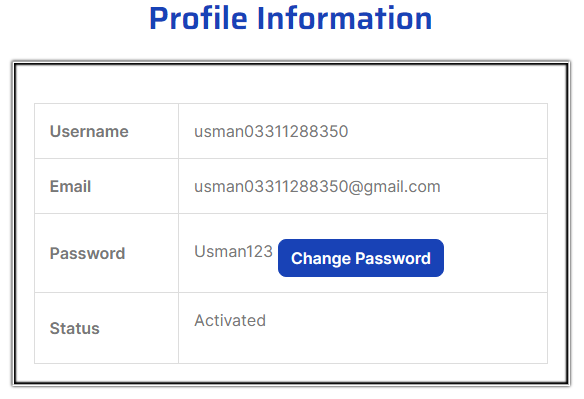 Profile Information
Username usman03311288350
Email usman03311288350@gmail.com
Password Usman123 Change Password
Status Activated